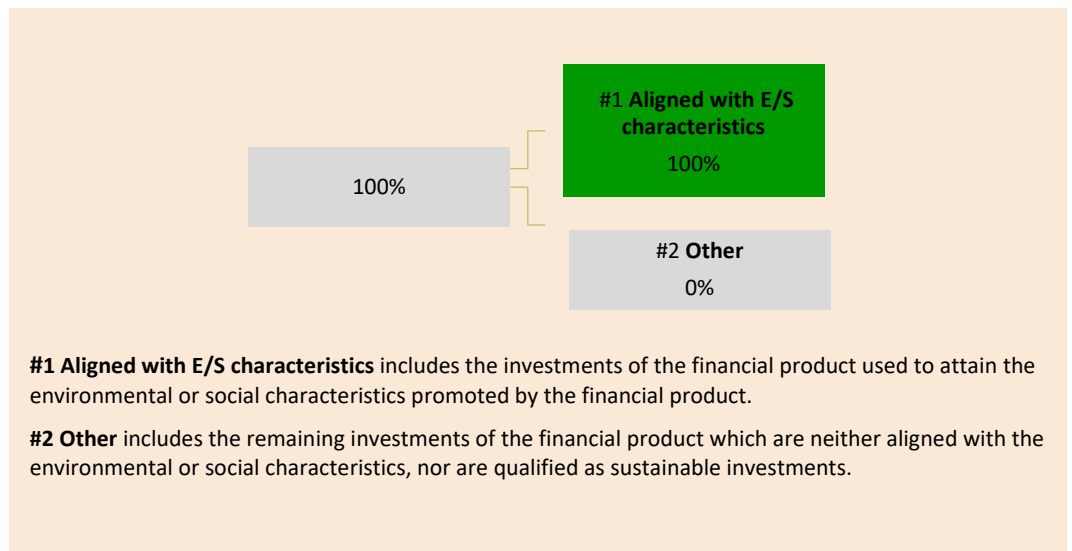 #1 Aligned with E/S
characteristics
100%
100%
#2 Other
0%
#1 Aligned with E/S characteristics includes the investments of the financial product used to attain the
environmental or social characteristics promoted by the financial product.
#2 Other includes the remaining investments of the financial product which are neither aligned with the
environmental or social characteristics, nor are qualified as sustainable investments.